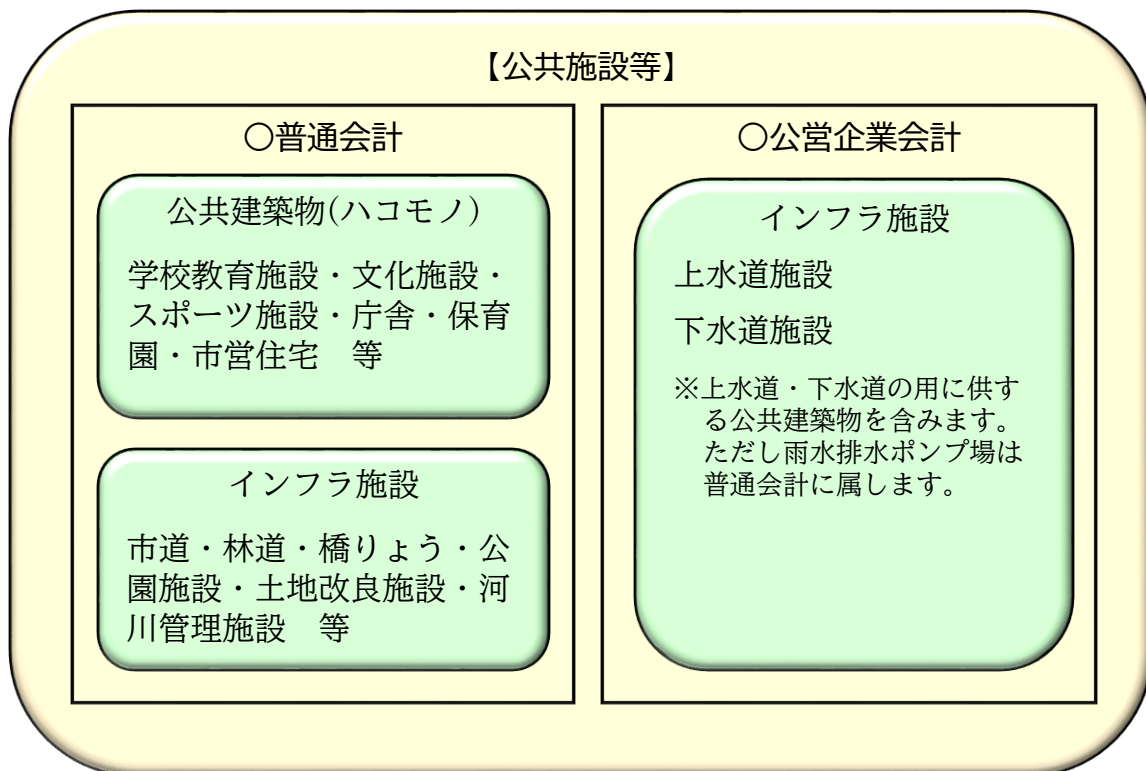 【公共施設等】
〇普通会計
公共建築物(ハコモノ)
学校教育施設・文化施設・
スポーツ施設・庁舎・保育
園・市営住宅　等
インフラ施設
市道・林道・橋りょう・公
園施設・土地改良施設・河
川管理施設　等
〇公営企業会計
インフラ施設
上水道施設
下水道施設
※上水道・下水道の用に供す
る公共建築物を含みます。
ただし雨水排水ポンプ場は
普通会計に属します。